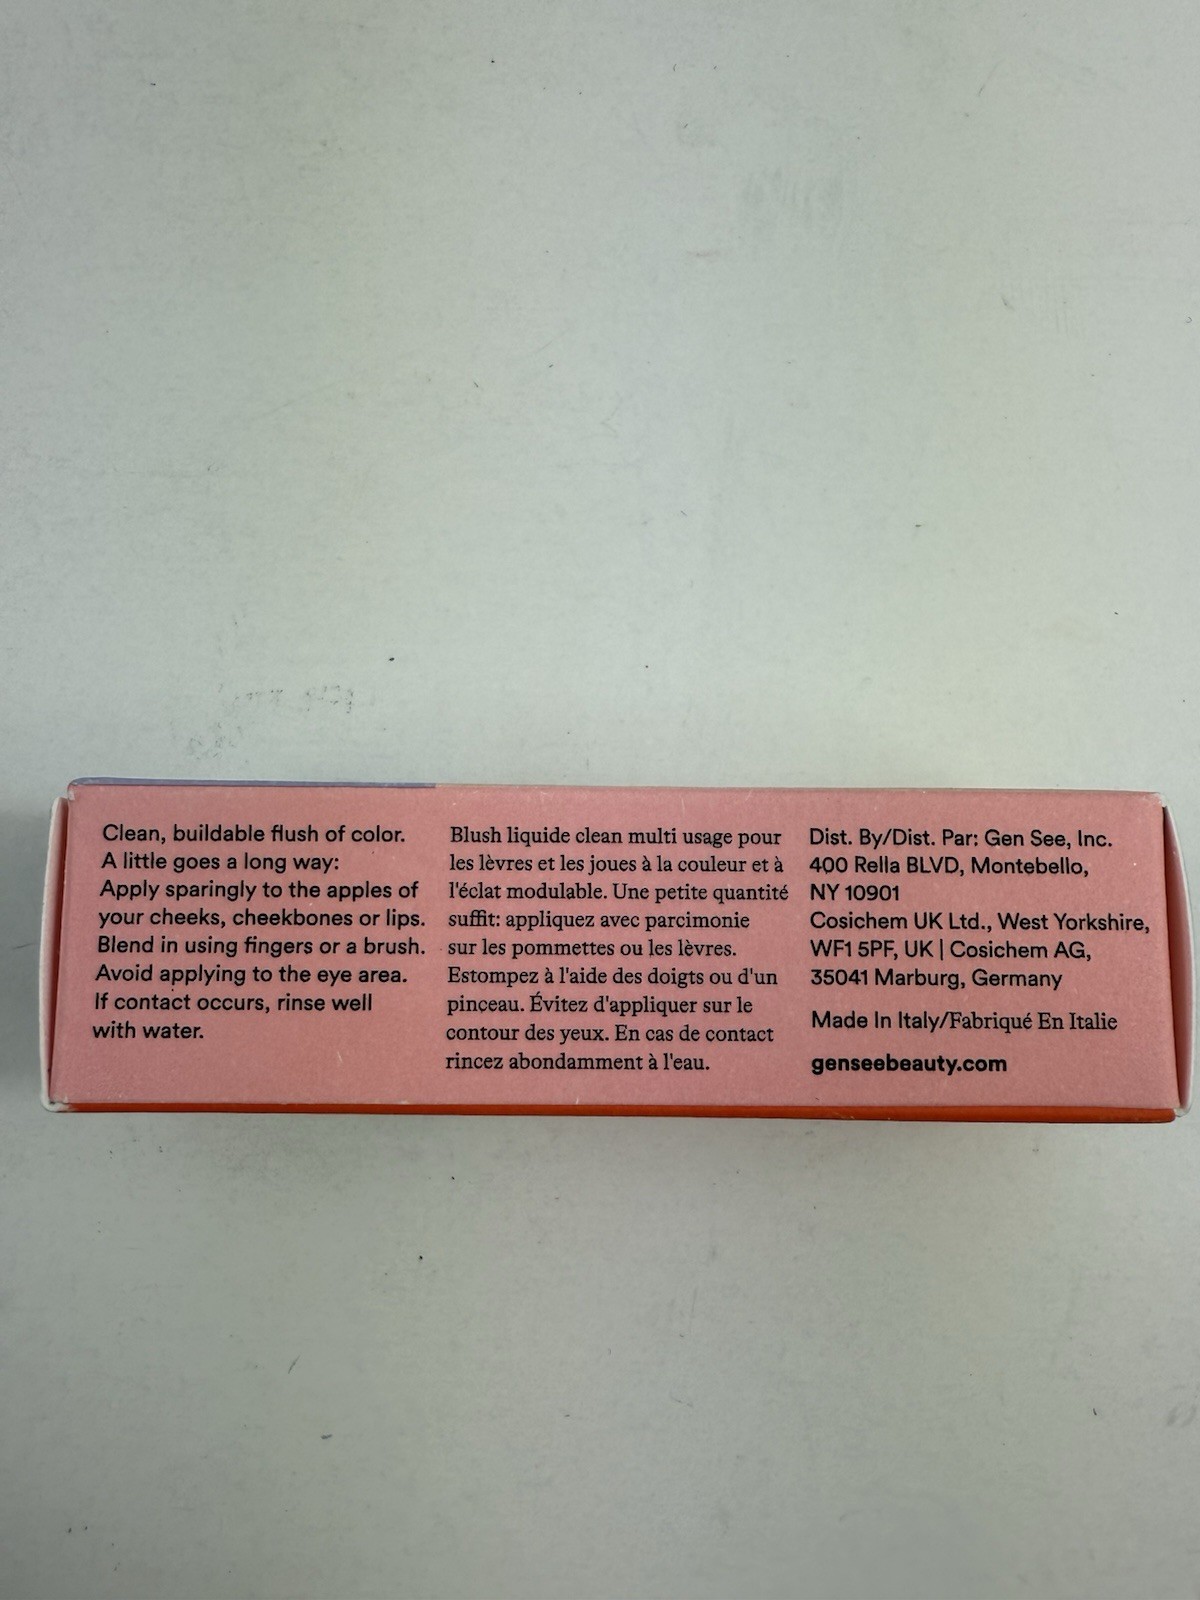 Clean, buildable flush of color.
A little goes a long way:
Apply sparingly to the apples of
your cheeks, cheekbones or lips.
Blend in using fingers or a brush.
Avoid applying to the eye area.
If contact occurs, rinse well
with water.
Blush liquide clean multi usage pour
les lèvres et les joues à la couleur et à
l'éclat modulable. Une petite quantité
suffit: appliquez avec parcimonie
sur les pommettes ou les lèvres.
Estompez à l'aide des doigts ou d'un
pinceau. Évitez d'appliquer sur le
contour des yeux. En cas de contact
rincez abondamment à l'eau.
Dist. By/Dist. Par: Gen See, Inc.
400 Rella BLVD, Montebello,
NY 10901
Cosichem UK Ltd., West Yorkshire,
WF1 5PF, UK | Cosichem AG,
35041 Marburg, Germany
Made In Italy/Fabriqué En Italie
genseebeauty.com